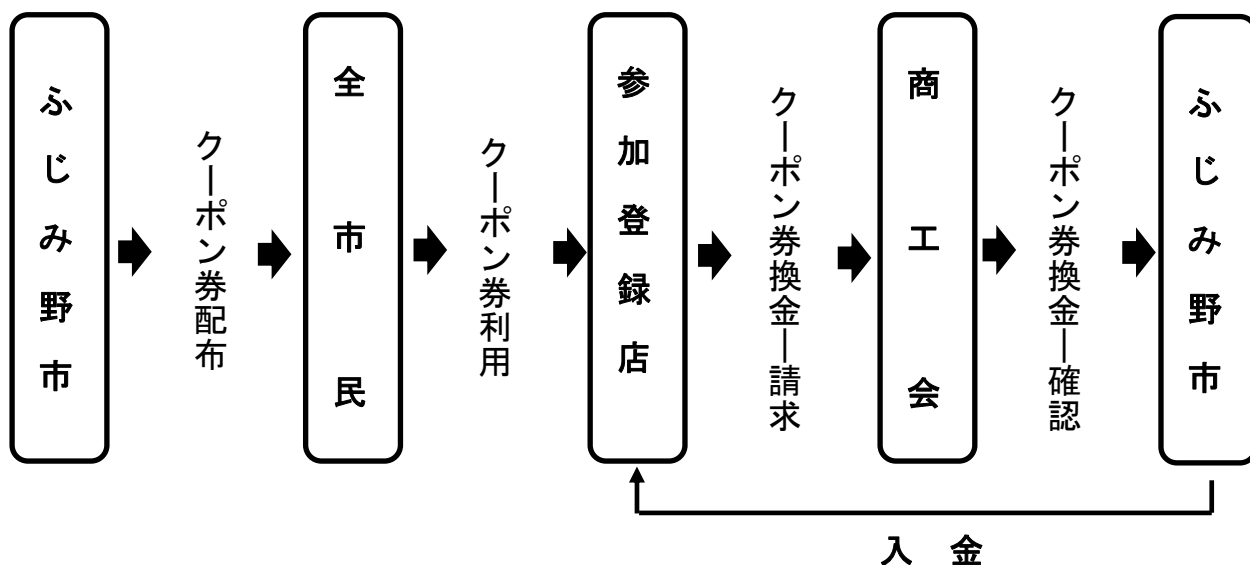 ふじみ野市
クーポン券配布
全市民
クーポン券利用
参加登録店
クーポン券換金ー請求
商工会
クーポン券換金ー確認
ふじみ野市
入　金